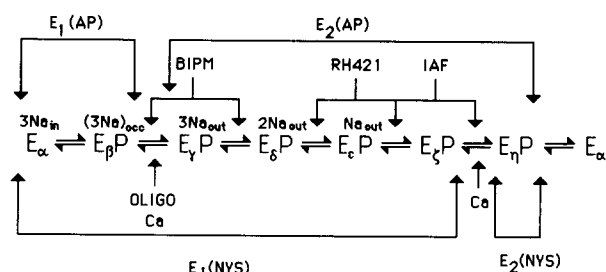 E₁(AP)
E₂(AP)
BIPM
RH421
IAF
3Naᵢₙ (3Na)occ 3Naout 2Naout Naout
Eα ⇌ EβP ⇌ EγP ⇌ EδP ⇌ EεP ⇌ EζP ⇌ EηP ⇌ Eα
OLIGO
Ca
Ca
E₁(NYS)
E₂(NYS)